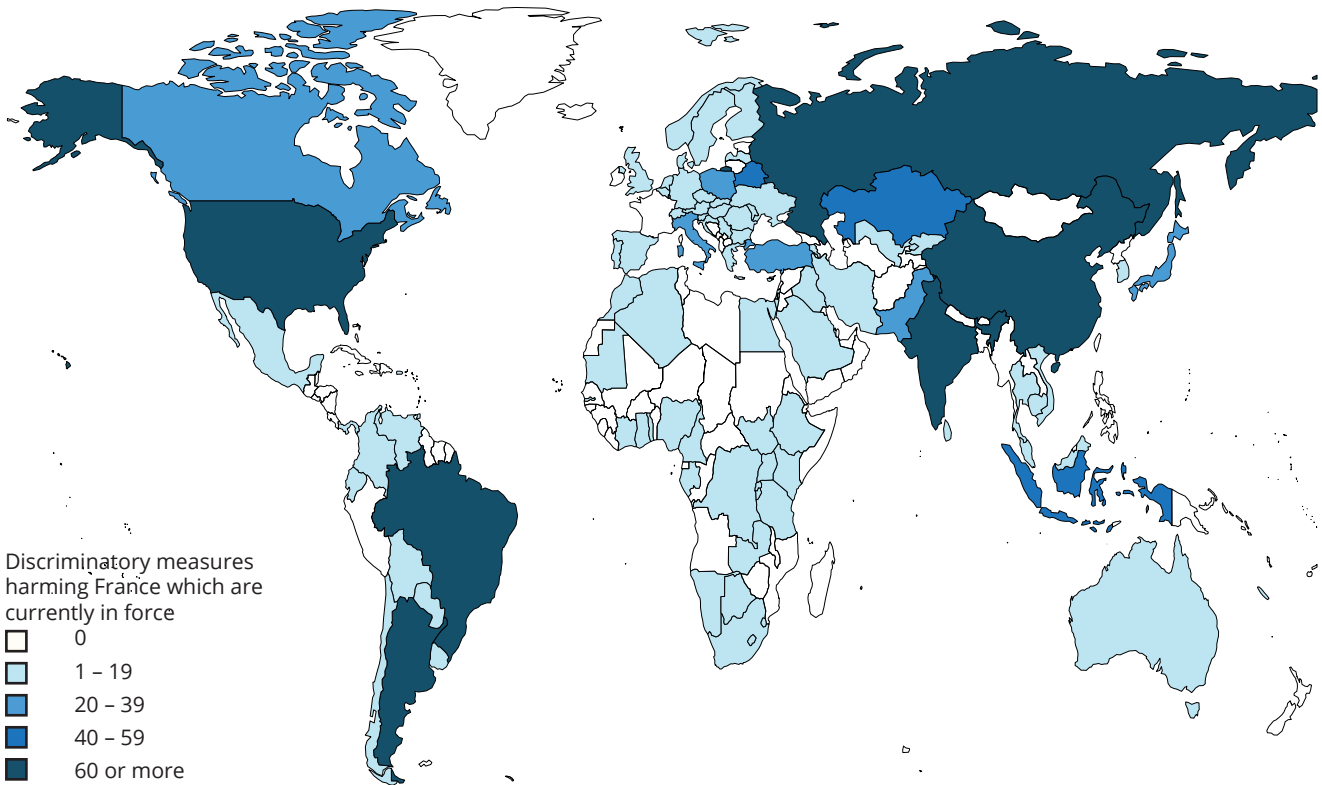 Discriminatory measures
harming France which are
currently in force
0
1 – 19
20 – 39
40 – 59
60 or more